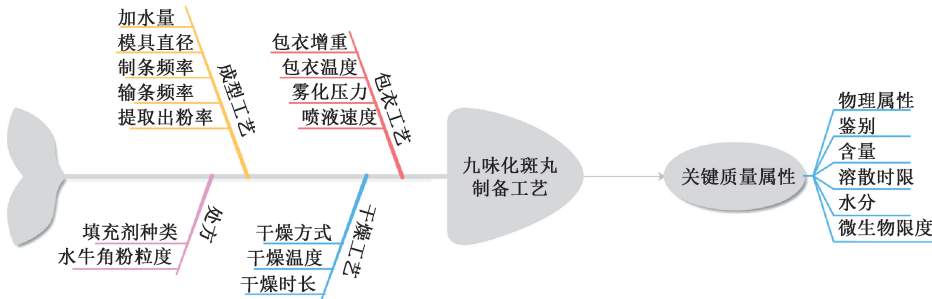 加水量
模具直径
制条频率
输条频率
提取出粉率
成型工艺
包衣增重
包衣温度
雾化压力
喷液速度
包衣工艺
填充剂种类
水牛角粉粒度
处方
干燥方式
干燥温度
干燥时长
干燥工艺
九味化斑丸
制备工艺
关键质量属性
物理属性
鉴别
含量
溶散时限
水分
微生物限度